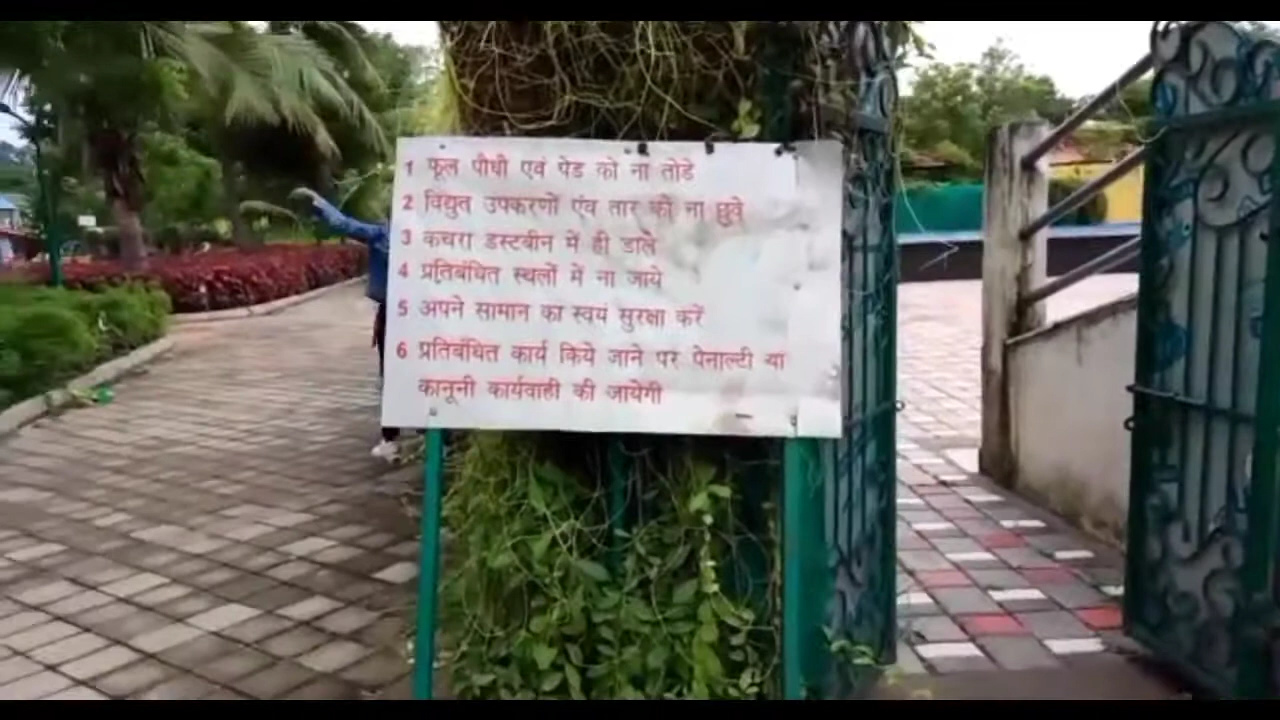 1 फूल पौधी एवं पेड को ना तोडे
2 विद्युत उपकरणों एंव तार को ना छुवे
3 कचरा डस्टबीन में ही डाले
4 प्रतिबंधित स्थलों में ना जाये
5 अपने सामान का स्वयं सुरक्षा करें
6 प्रतिबंधित कार्य किये जाने पर पेनाल्टी या
कानूनी कार्यवाही की जायेगी